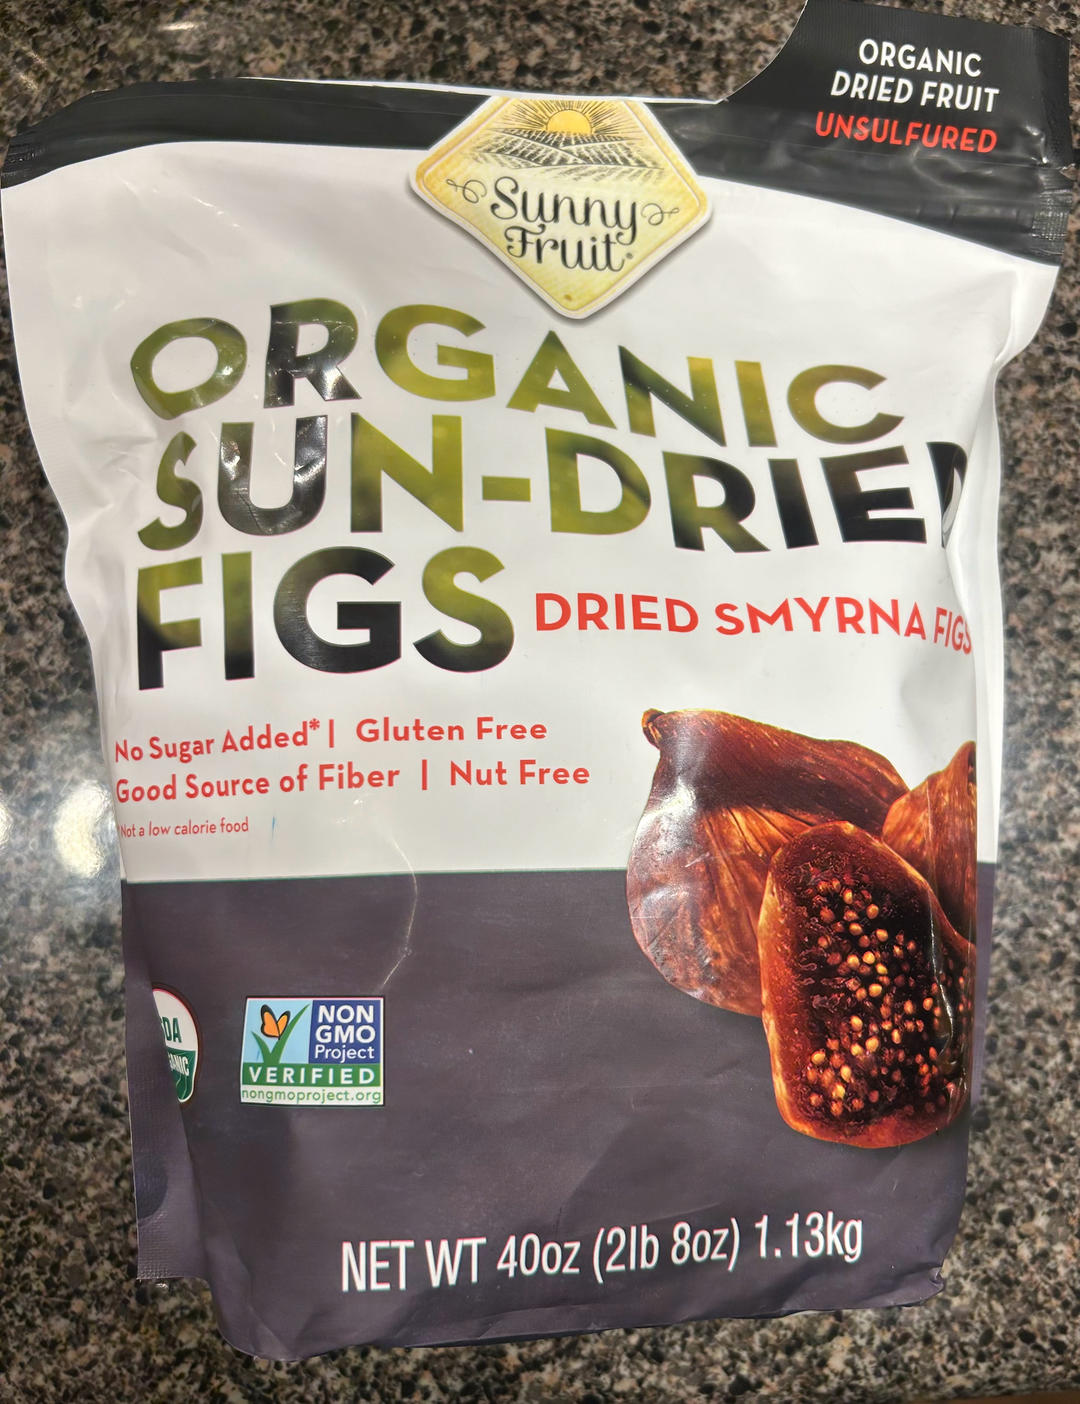 ORGANIC
DRIED FRUIT
UNSULFURED
Sunny
Fruit
ORGANIC
SUN-DRIED
FIGS
DRIED SMYRNA FIGS
No Sugar Added* | Gluten Free
Good Source of Fiber | Nut Free
Not a low calorie food
NON
GMO
Project
VERIFIED
nongmoproject.org
NET WT 40oz (2lb 8oz) 1.13kg